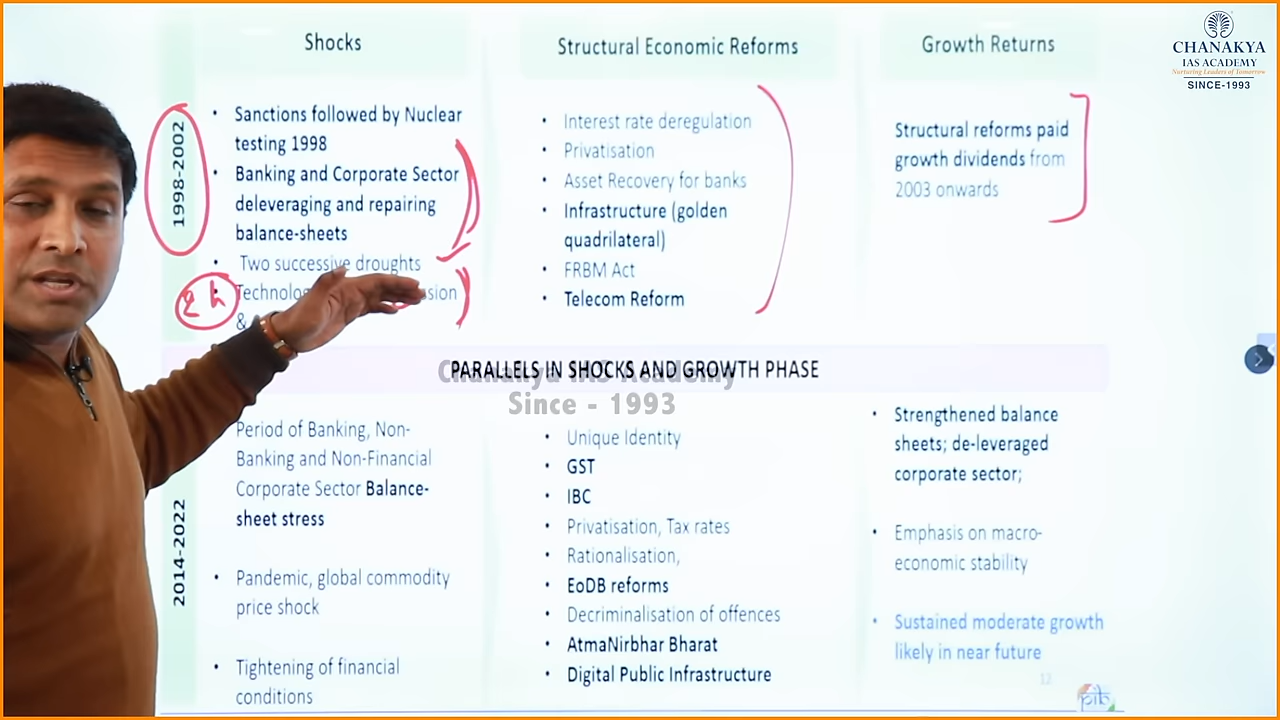 Shocks
Structural Economic Reforms
Growth Returns
CHANAKYA
IAS ACADEMY
Nurturing Leaders of Tomorrow
SINCE-1993
1998-2002
• Sanctions followed by Nuclear
testing 1998
• Banking and Corporate Sector
deleveraging and repairing
balance-sheets
• Two successive droughts
&
• Interest rate deregulation
• Privatisation
• Asset Recovery for banks
• Infrastructure (golden
quadrilateral)
• FRBM Act
• Telecom Reform
Structural reforms paid
growth dividends from
2003 onwards
PARALLELS IN SHOCKS AND GROWTH PHASE
Chanakya IAS Academy
Since - 1993
2014-2022
Period of Banking, Non-
Banking and Non-Financial
Corporate Sector Balance-
sheet stress
• Pandemic, global commodity
price shock
• Tightening of financial
conditions
• Unique Identity
• GST
• IBC
• Privatisation, Tax rates
• Rationalisation,
• EoDB reforms
• Decriminalisation of offences
• AtmaNirbhar Bharat
• Digital Public Infrastructure
• Strengthened balance
sheets; de-leveraged
corporate sector;
• Emphasis on macro-
economic stability
• Sustained moderate growth
likely in near future
12
pib